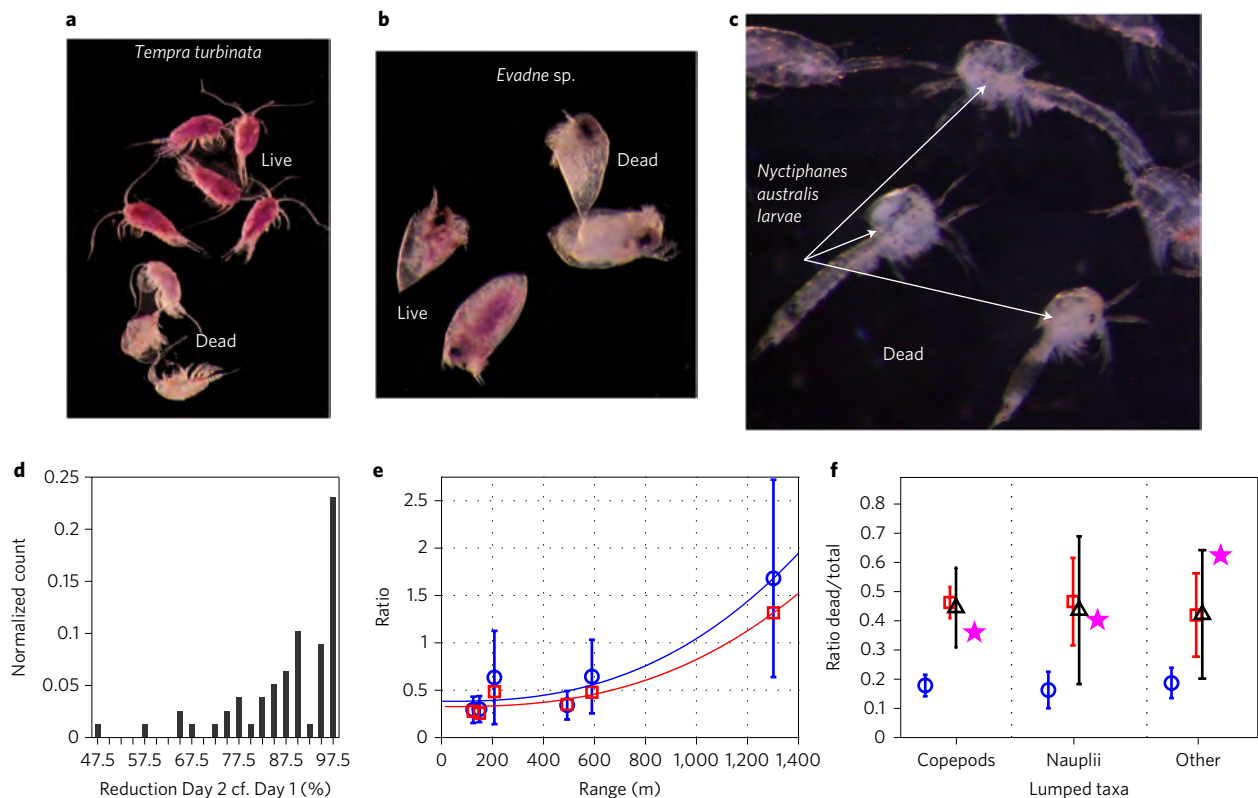 a
Tempra turbinata
Live
Dead
b
Evadne sp.
Dead
Live
c
Nyctiphanes
australis
larvae
Dead
d
0.25
0.2
0.15
0.1
0.05
0
Normalized count
47.5 57.5 67.5 77.5 87.5 97.5
Reduction Day 2 cf. Day 1 (%)
e
2.5
2
1.5
1
0.5
0
Ratio
0 200 400 600 800 1,000 1,200 1,400
Range (m)
f
0.8
0.7
0.6
0.5
0.4
0.3
0.2
0.1
0
Ratio dead/total
Copepods Nauplii Other
Lumped taxa